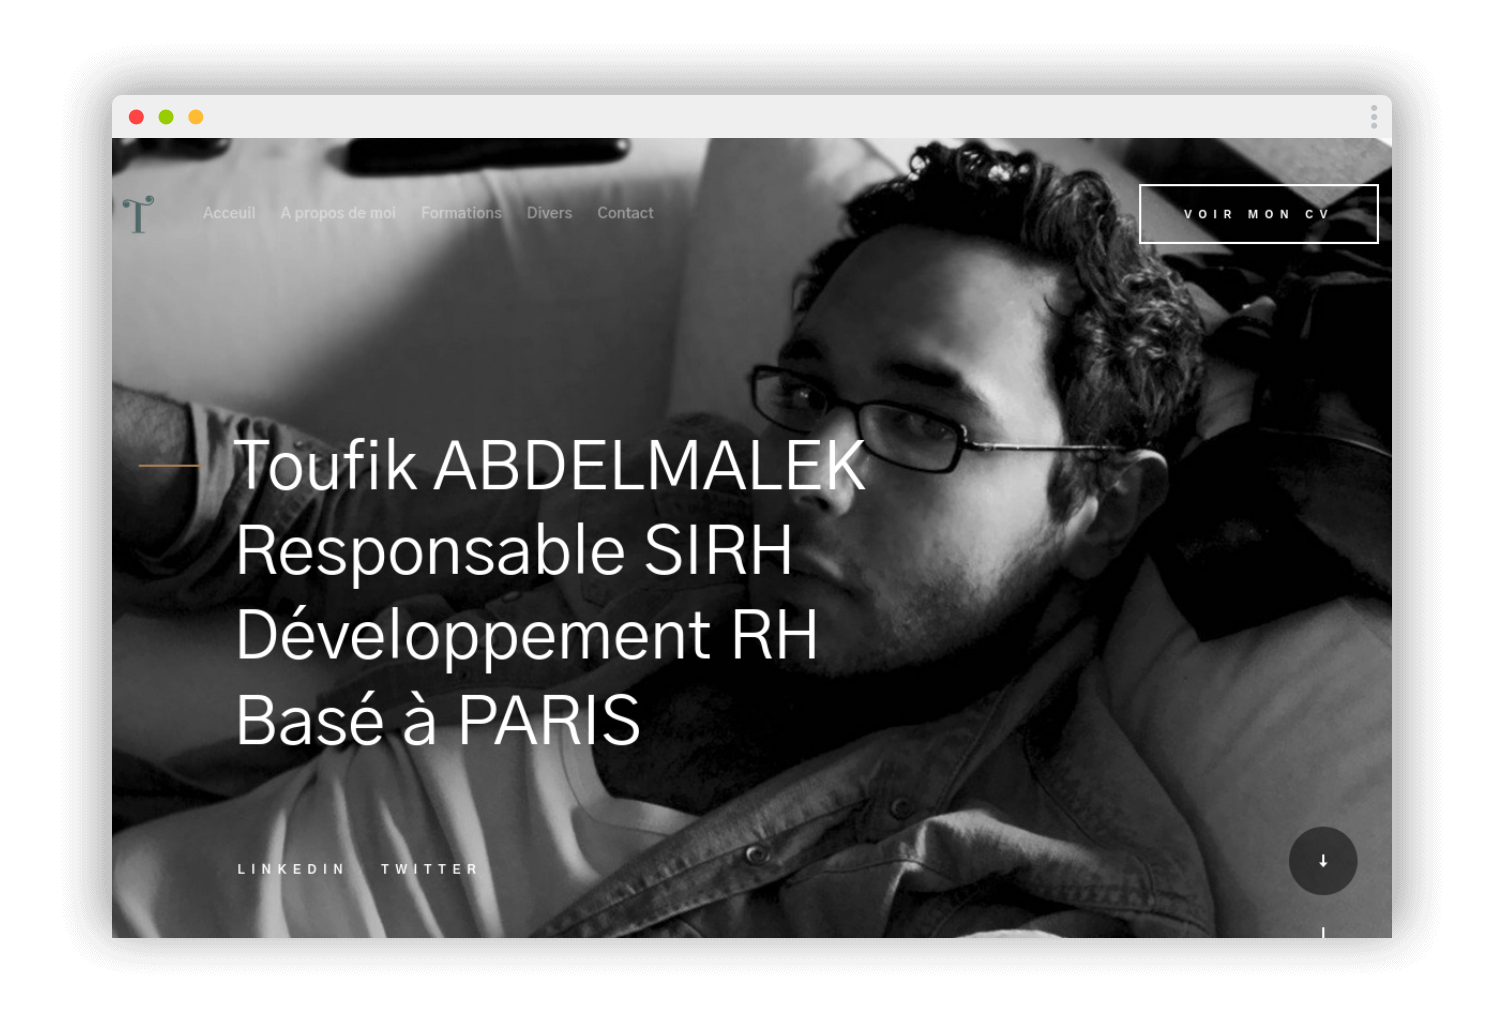 T
Acceuil A propos de moi Formations Divers Contact
VOIR MON CV
Toufik ABDELMALEK
Responsable SIRH
Développement RH
Basé à PARIS
LINKEDIN TWITTER